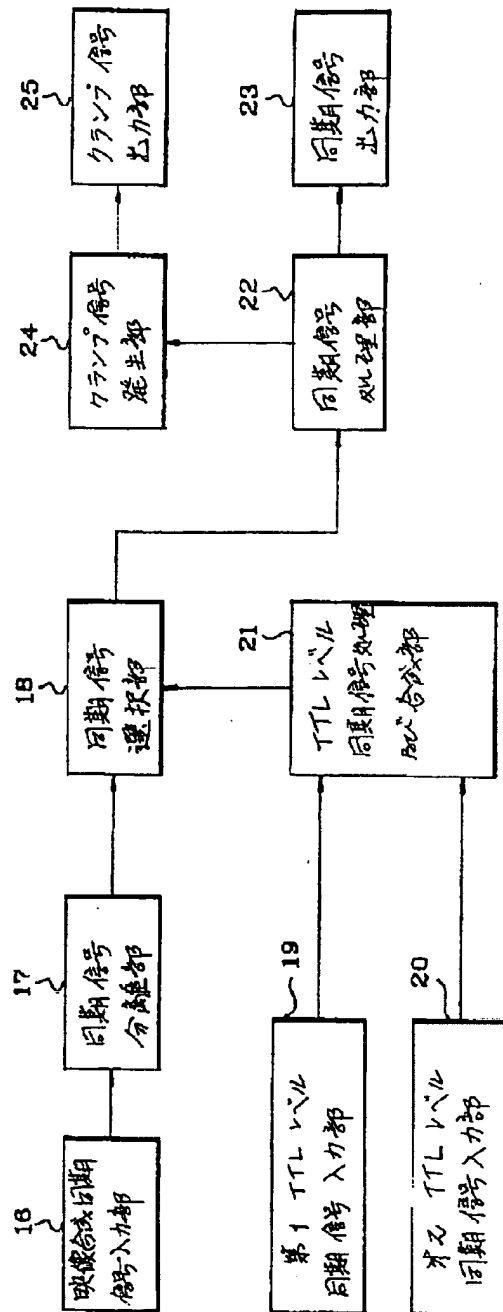 16
映像合成同期
信号入力部
17
同期信号
分離部
18
同期信号
選択部
19
第1 TTL レベル
同期信号入力部
20
第2 TTL レベル
同期信号入力部
21
TTL レベル
同期信号処理
及び合成部
22
同期信号
処理部
23
同期信号
出力部
24
クランプ信号
発生部
25
クランプ信号
出力部